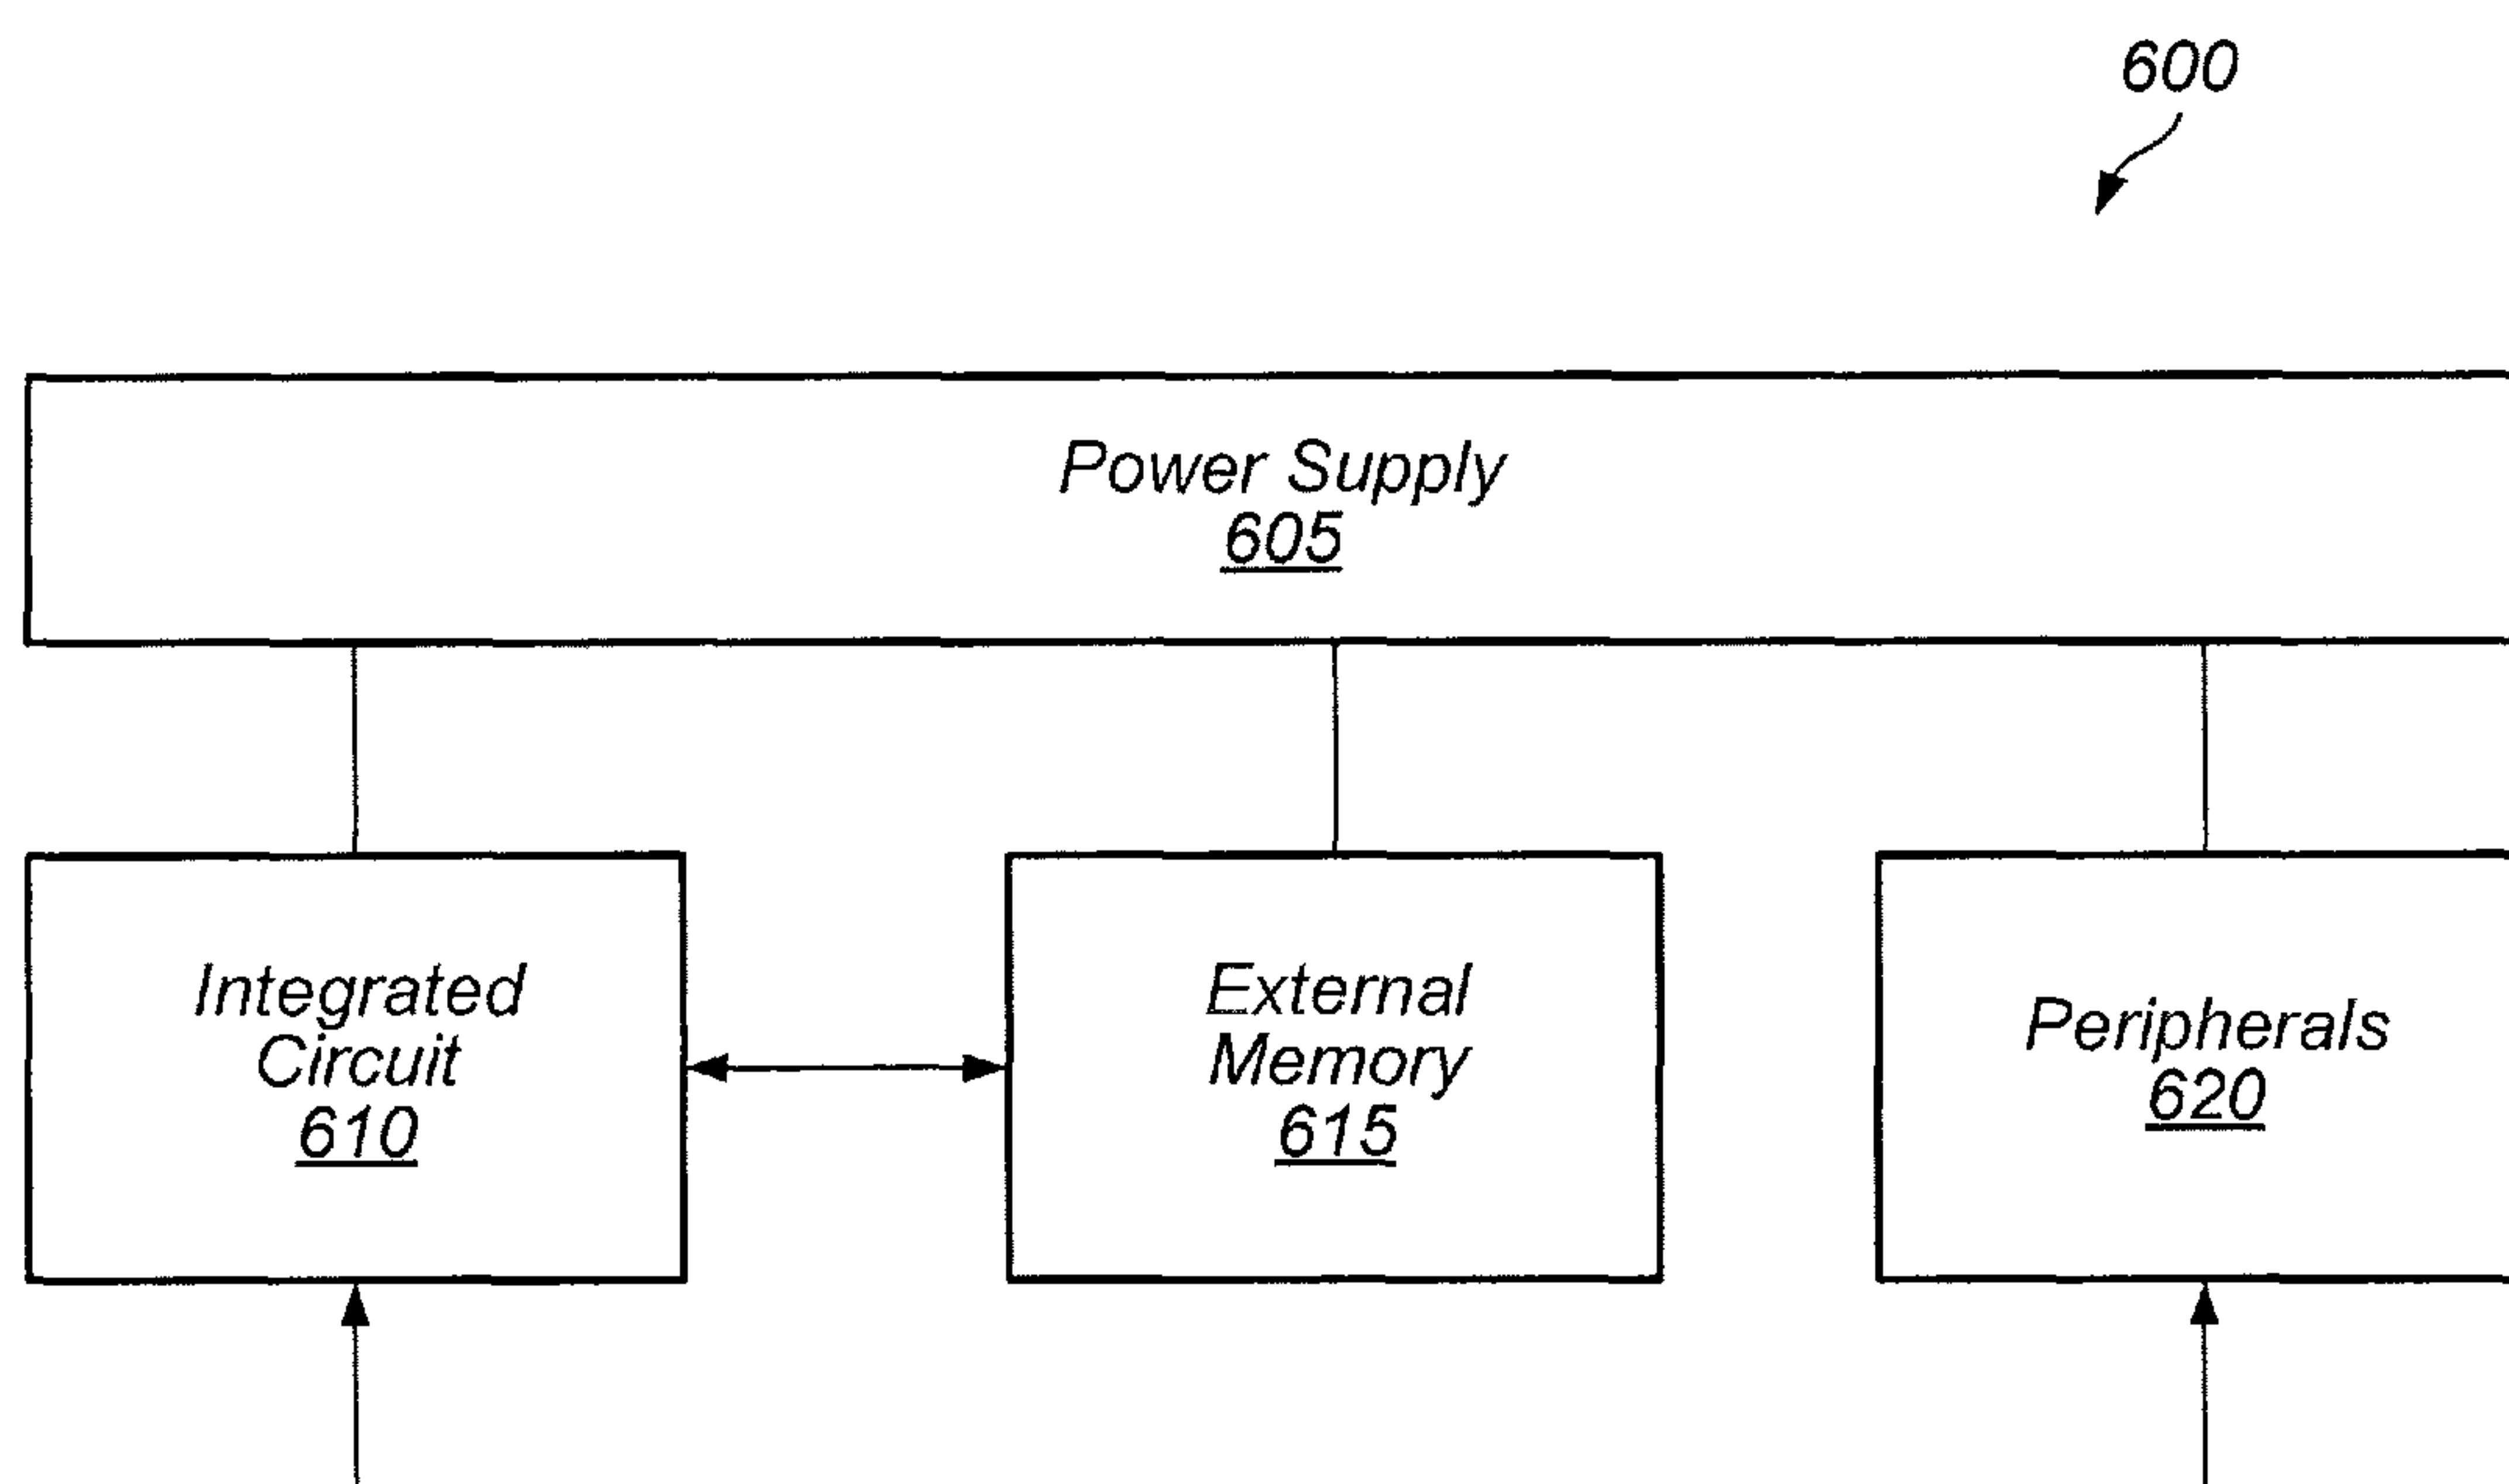 600
Power Supply
605
Integrated
Circuit
610
External
Memory
615
Peripherals
620